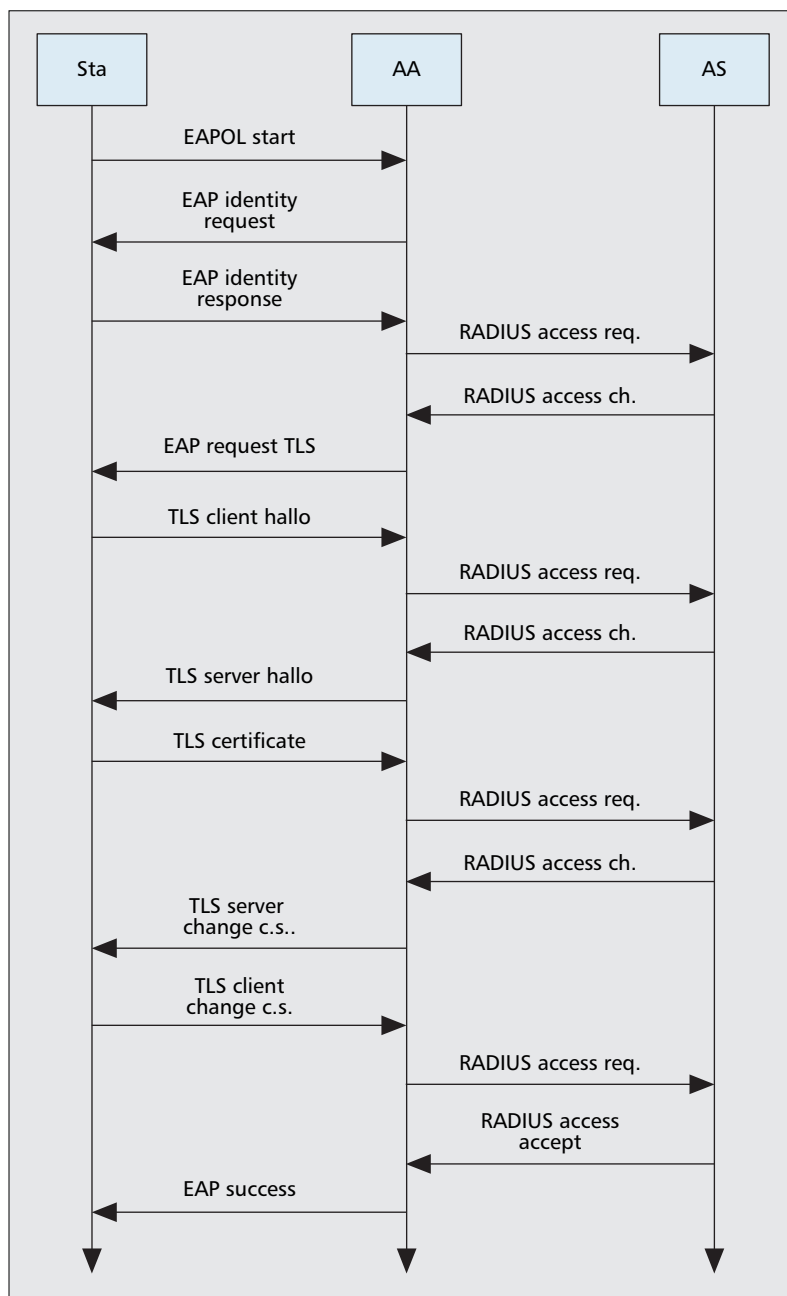 Sta
AA
AS
EAPOL start
EAP identity
request
EAP identity
response
RADIUS access req.
RADIUS access ch.
EAP request TLS
TLS client hallo
RADIUS access req.
RADIUS access ch.
TLS server hallo
TLS certificate
RADIUS access req.
RADIUS access ch.
TLS server
change c.s..
TLS client
change c.s.
RADIUS access req.
RADIUS access
accept
EAP success